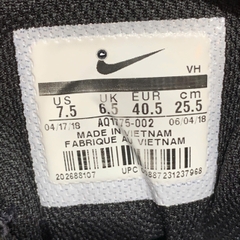 VH
US UK EUR cm
7.5 6.5 40.5 25.5
04/17/18 AQ1175-002 06/04/18
MADE IN VIETNAM
FABRIQUE AU VIETNAM
202688107 UPC